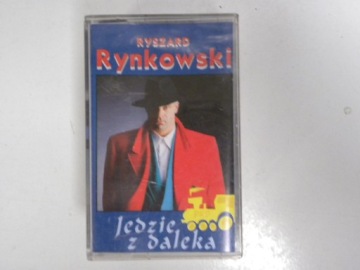 RYSZARD
Rynkowski
Jedzie
z daleka